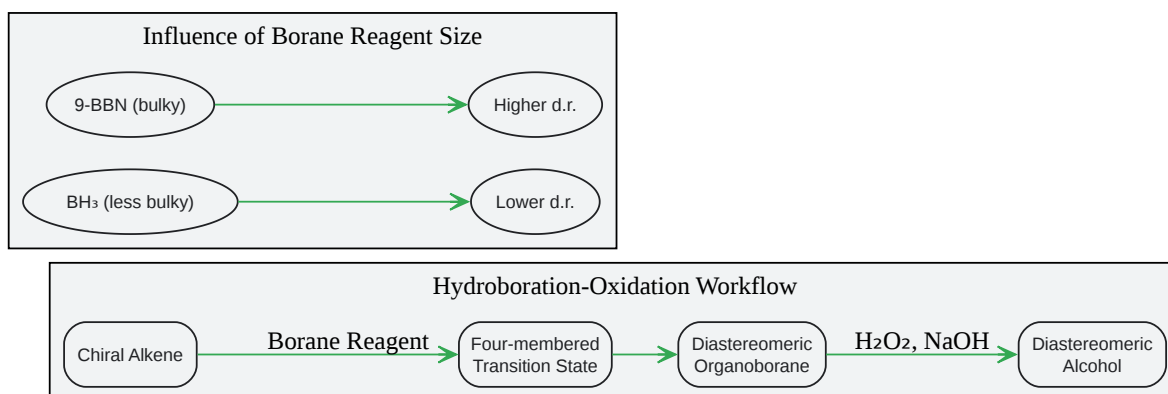 Influence of Borane Reagent Size
9-BBN (bulky)
Higher d.r.
BH₃ (less bulky)
Lower d.r.
Hydroboration-Oxidation Workflow
Chiral Alkene
Borane Reagent
Four-membered
Transition State
Diastereomeric
Organoborane
H₂O₂, NaOH
Diastereomeric
Alcohol